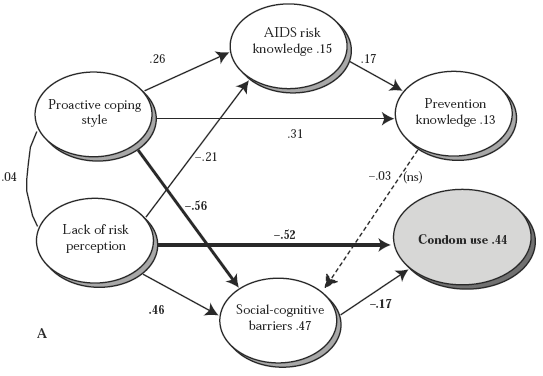 AIDS risk
knowledge .15
.26
.17
Proactive coping
style
Prevention
knowledge .13
.31
–.21
–.03 (ns)
.04
–.56
Lack of risk
perception
–.52
Condom use .44
.46
Social-cognitive
barriers .47
–.17
A